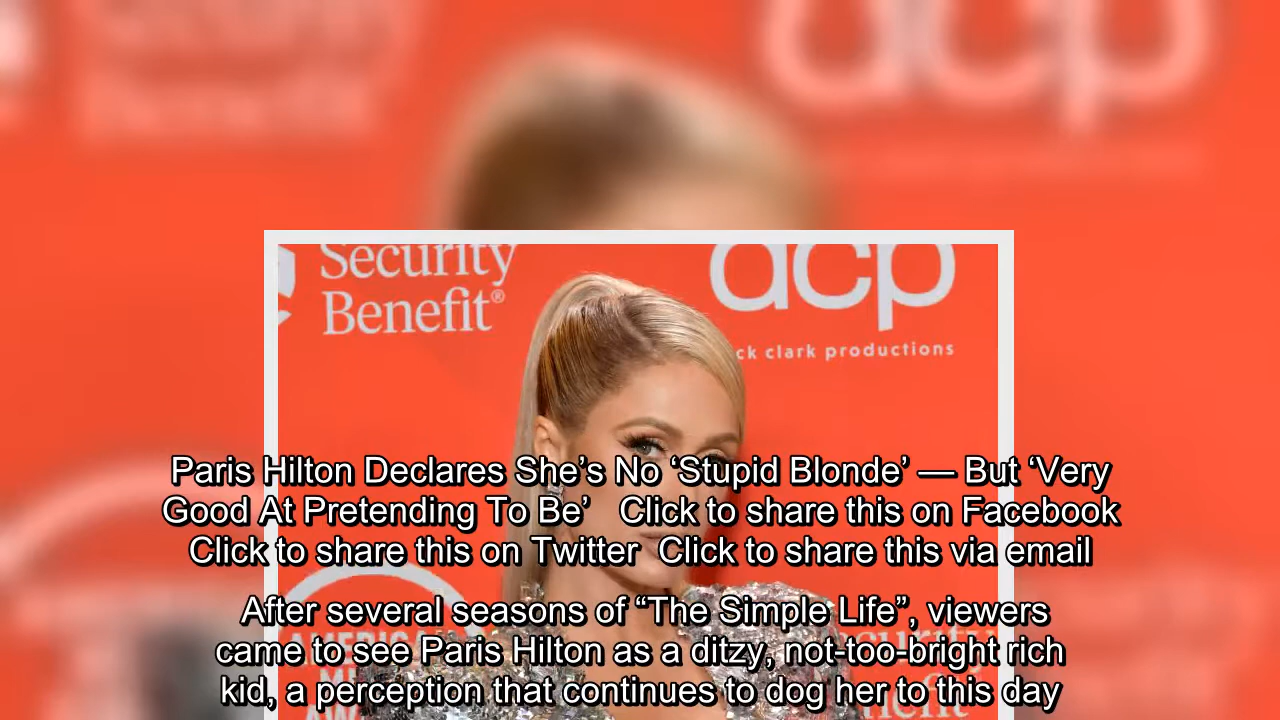 acp
Security
Benefit®
acp
ck clark productions
Paris Hilton Declares She’s No ‘Stupid Blonde’ — But ‘Very
Good At Pretending To Be’ Click to share this on Facebook
Click to share this on Twitter Click to share this via email
After several seasons of “The Simple Life”, viewers
came to see Paris Hilton as a ditzy, not-too-bright rich
kid, a perception that continues to dog her to this day